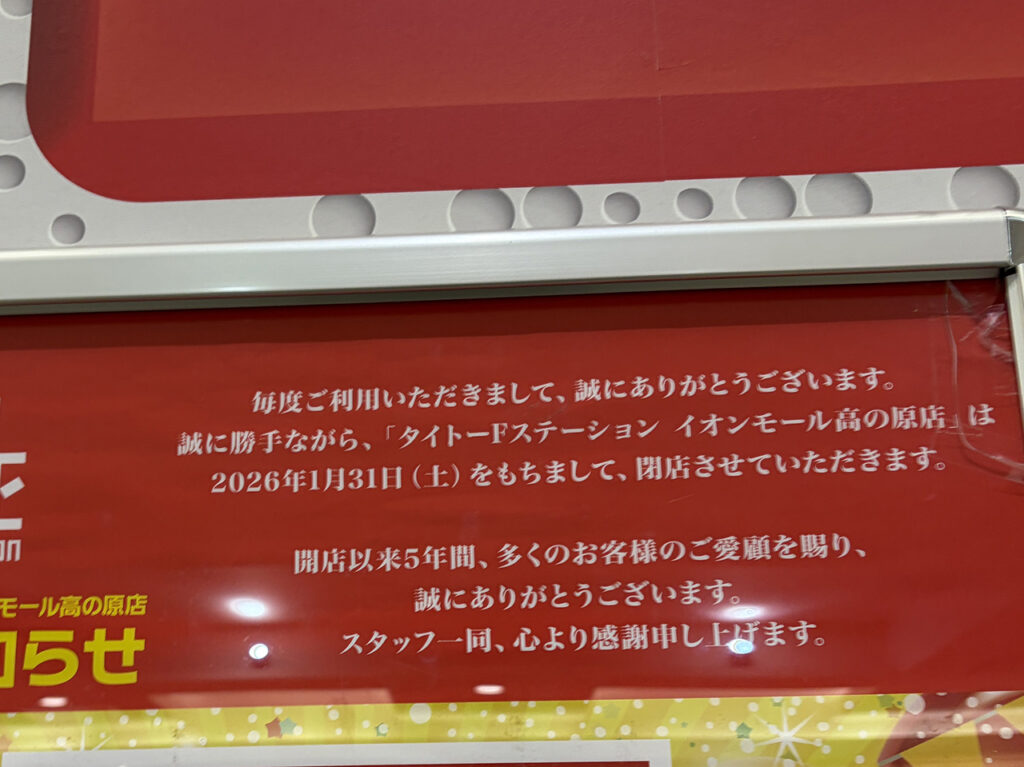 毎度ご利用いただきまして、誠にありがとうございます。
誠に勝手ながら、「タイトーFステーション イオンモール高の原店」は
2026年1月31日（土）をもちまして、閉店させていただきます。
開店以来5年間、多くのお客様のご愛顧を賜り、
誠にありがとうございます。
スタッフ一同、心より感謝申し上げます。
モール高の原店
らせ